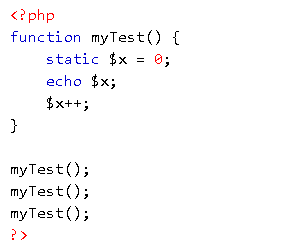 <?php
function myTest() {
    static $x = 0;
    echo $x;
    $x++;
}

myTest();
myTest();
myTest();
?>